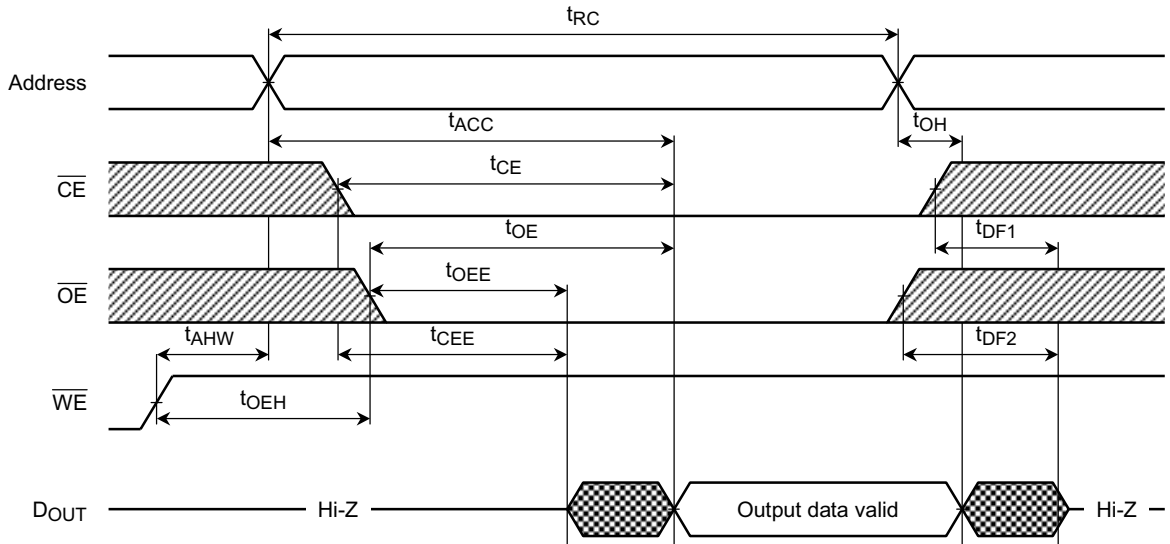 tRC
Address
tACC
tOH
CE
tCE
tOE
tDF1
OE
tOEE
tAHW
tCEE
tDF2
WE
tOEH
DOUT
Hi-Z
Output data valid
Hi-Z